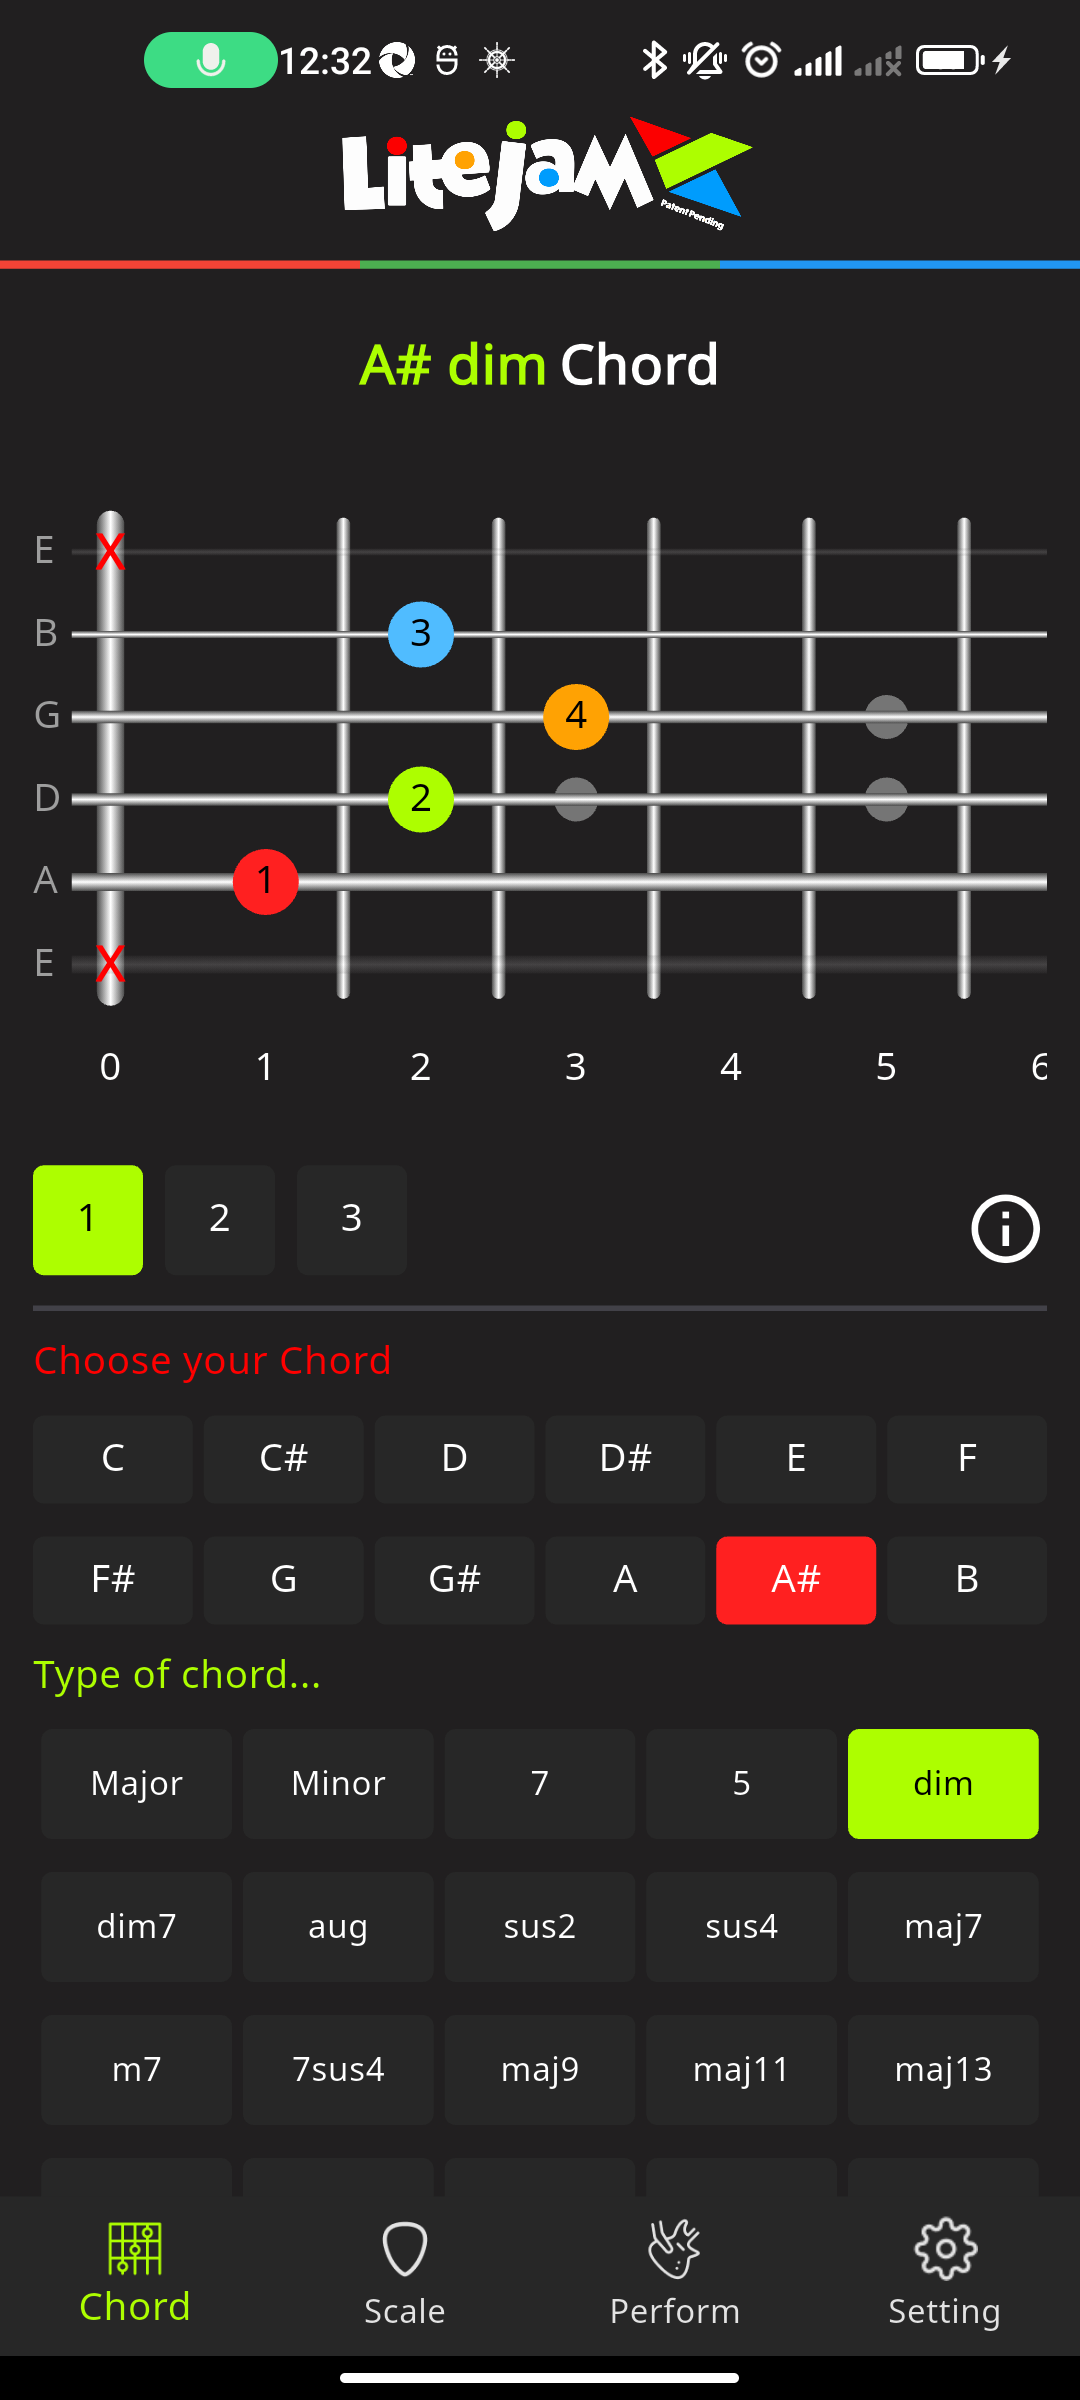 12:32
Litejam
Patent Pending
A# dim Chord
E X
B 3
G 4
D 2
A 1
E X
0 1 2 3 4 5 6
1 2 3
Choose your Chord
C C# D D# E F
F# G G# A A# B
Type of chord...
Major Minor 7 5 dim
dim7 aug sus2 sus4 maj7
m7 7sus4 maj9 maj11 maj13
Chord Scale Perform Setting